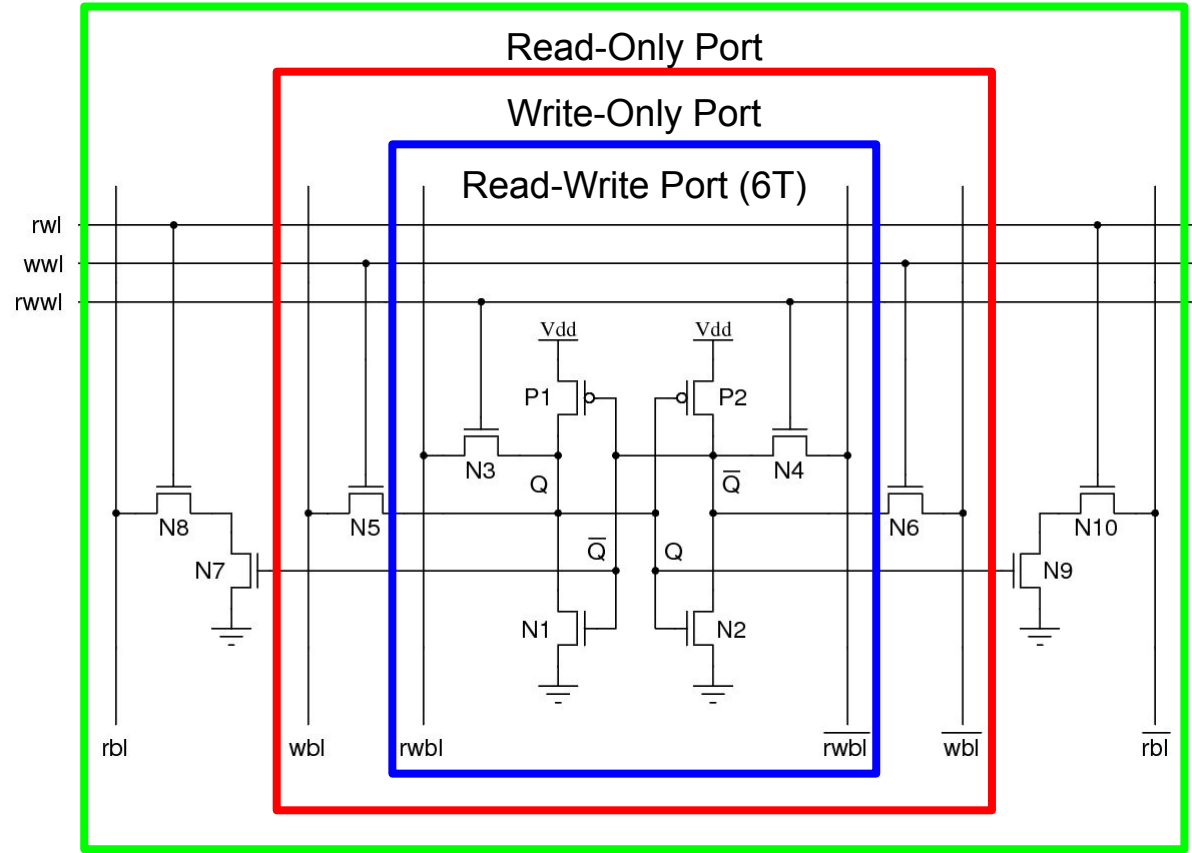 Read-Only Port
Write-Only Port
Read-Write Port (6T)
rwl
wwl
rwwl
Vdd Vdd
P1 P2
N3 N4
Q Q̅
N8 N5 N6 N10
Q̅ Q
N7 N9
N1 N2
rbl wbl rwbl r̅w̅b̅l̅ w̅b̅l̅ r̅b̅l̅